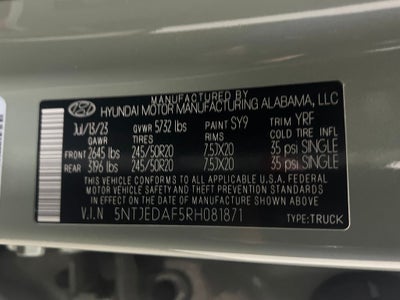 MANUFACTURED BY
HYUNDAI MOTOR MANUFACTURING ALABAMA, LLC
Jul/13/23 GVWR 5732 lbs PAINT SY9 TRIM YRF
GAWR TIRES RIMS COLD TIRE INFL
FRONT 2645 lbs 245/50R20 7.5JX20 35 psi SINGLE
REAR 3196 lbs 245/50R20 7.5JX20 35 psi SINGLE
THIS VEHICLE CONFORMS TO ALL APPLICABLE U.S.A FEDERAL
MOTOR VEHICLE SAFETY AND THEFT PREVENTION STANDARDS
IN EFFECT ON THE DATE OF MANUFACTURE SHOWN ABOVE
V.I.N 5NTJEDAF5RH081871 TYPE:TRUCK